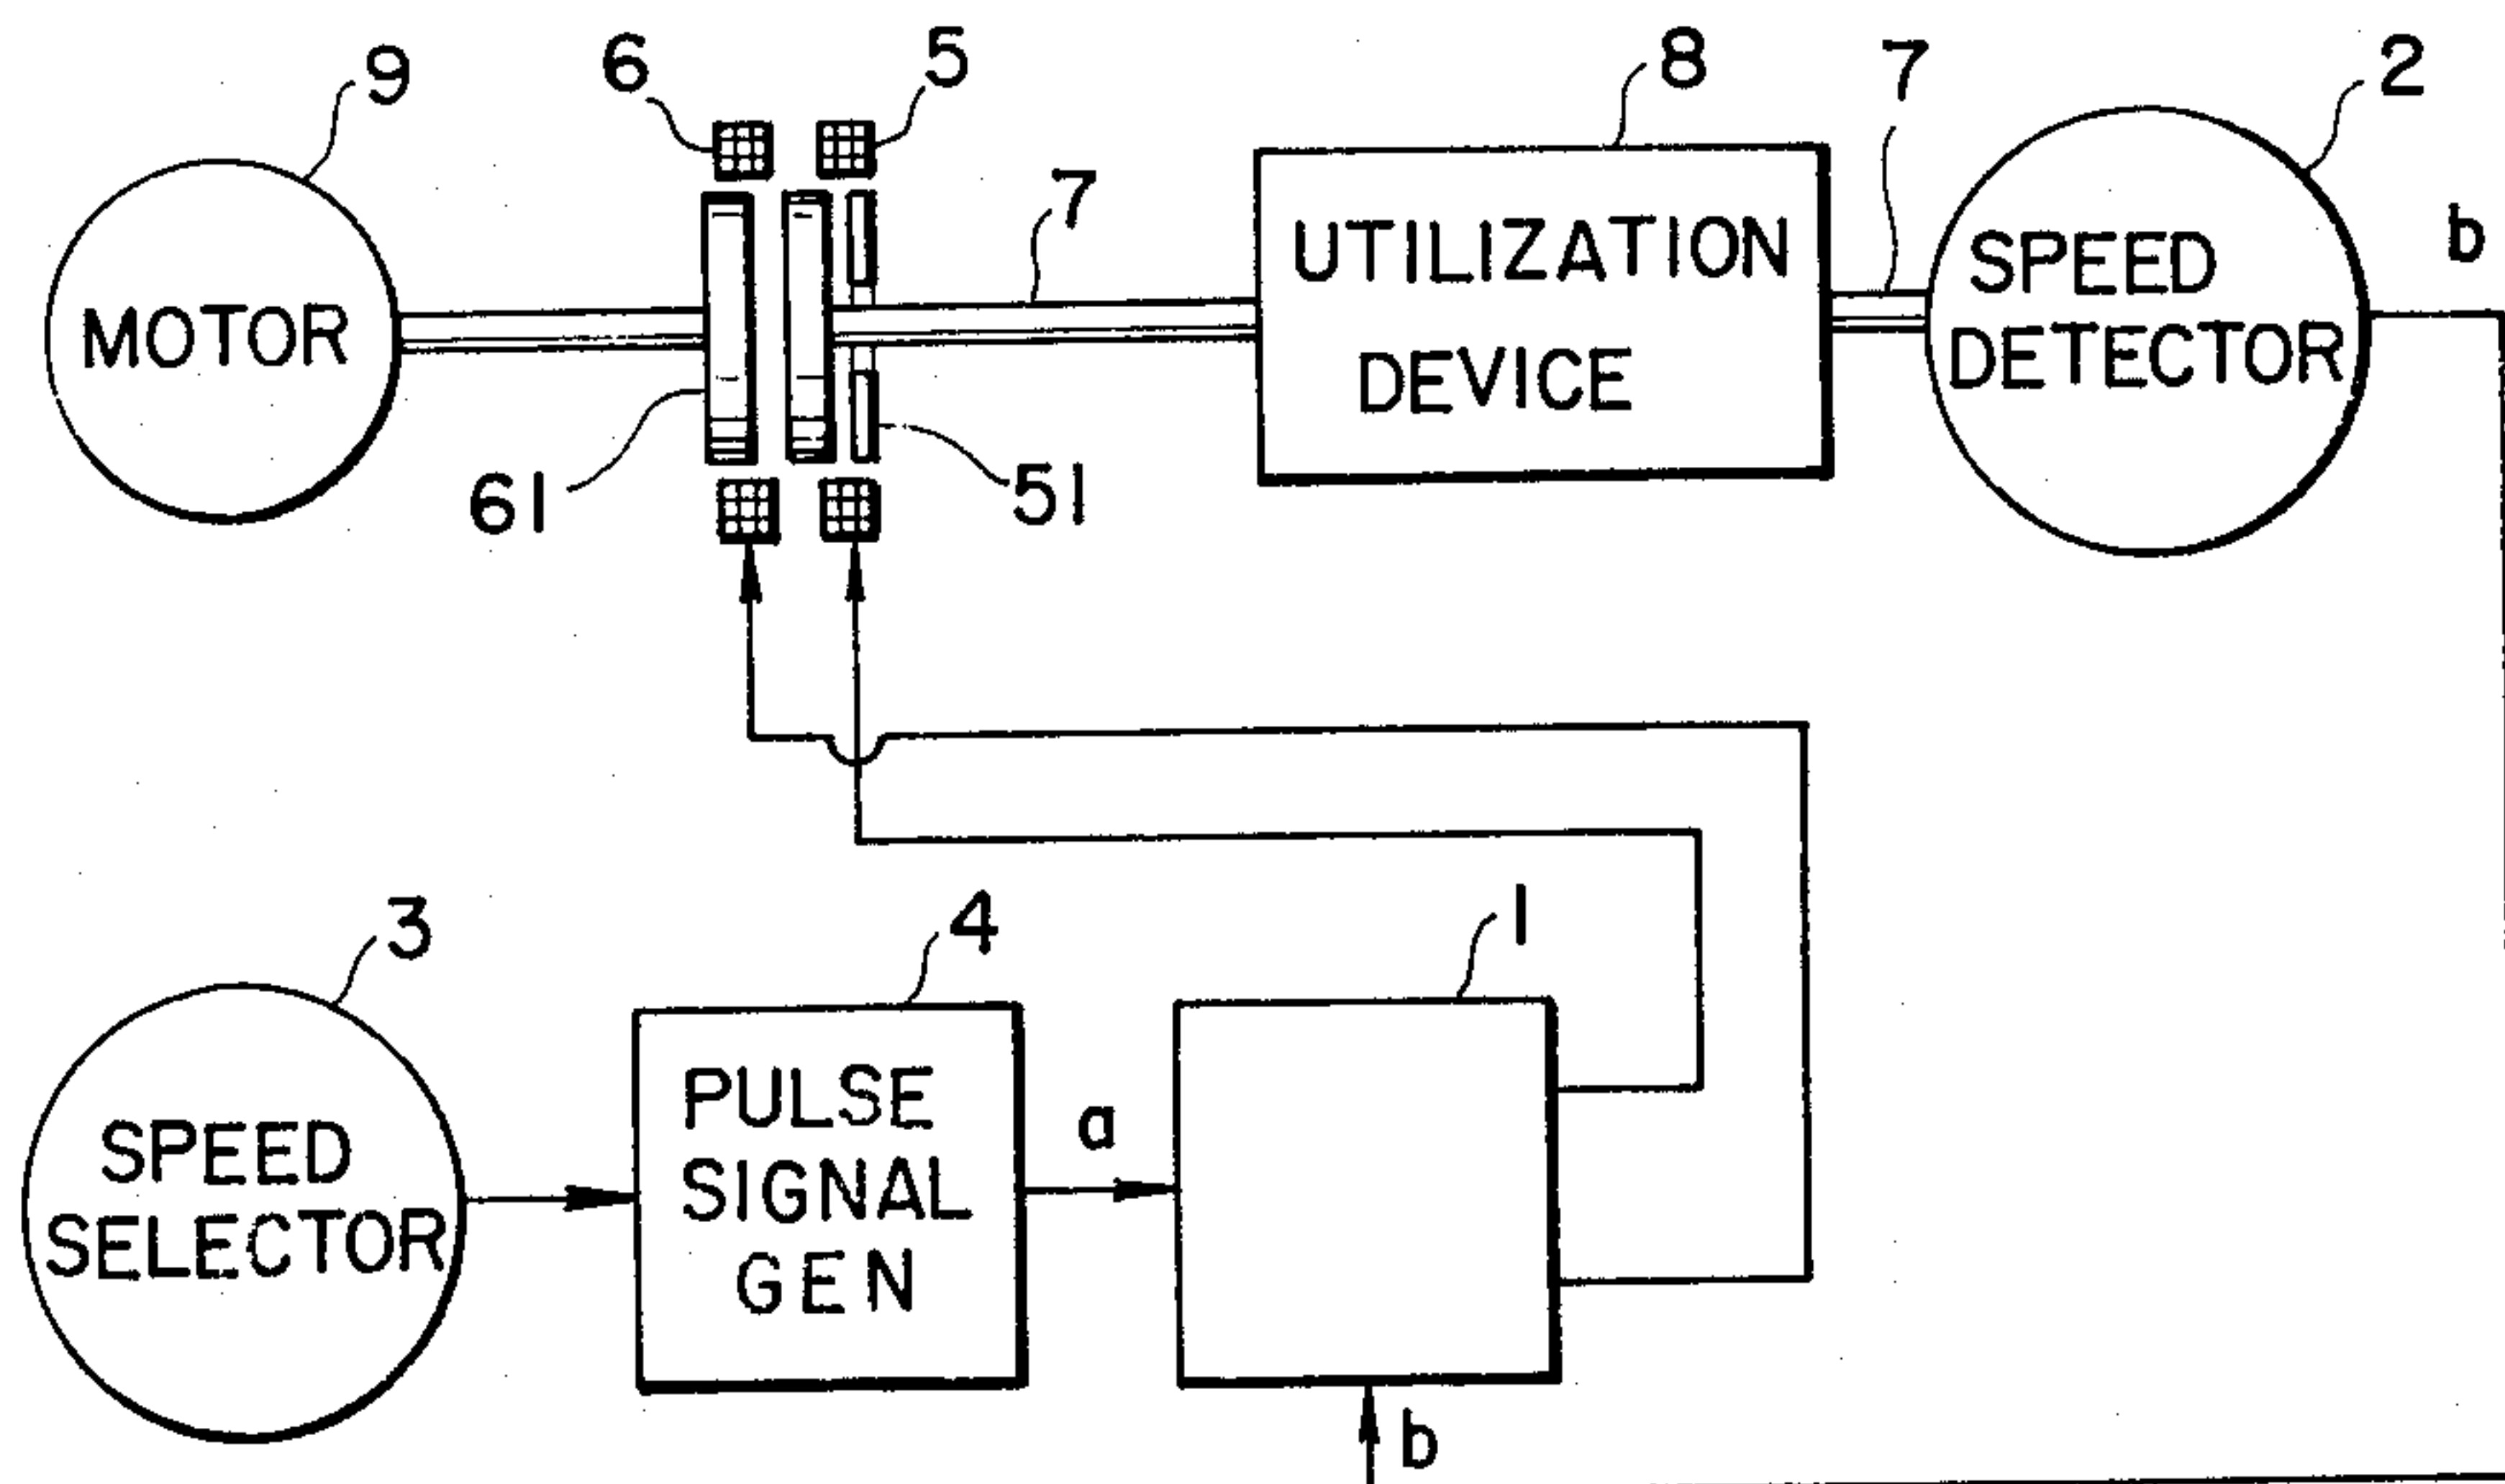 9
6
5
8
7
2
7
MOTOR
UTILIZATION
DEVICE
SPEED
DETECTOR
b
61
51
3
4
1
SPEED
SELECTOR
PULSE
SIGNAL
GEN
a
b